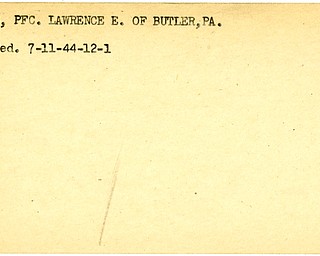 , PFC. LAWRENCE E. OF BUTLER,PA.
ed. 7-11-44-12-1